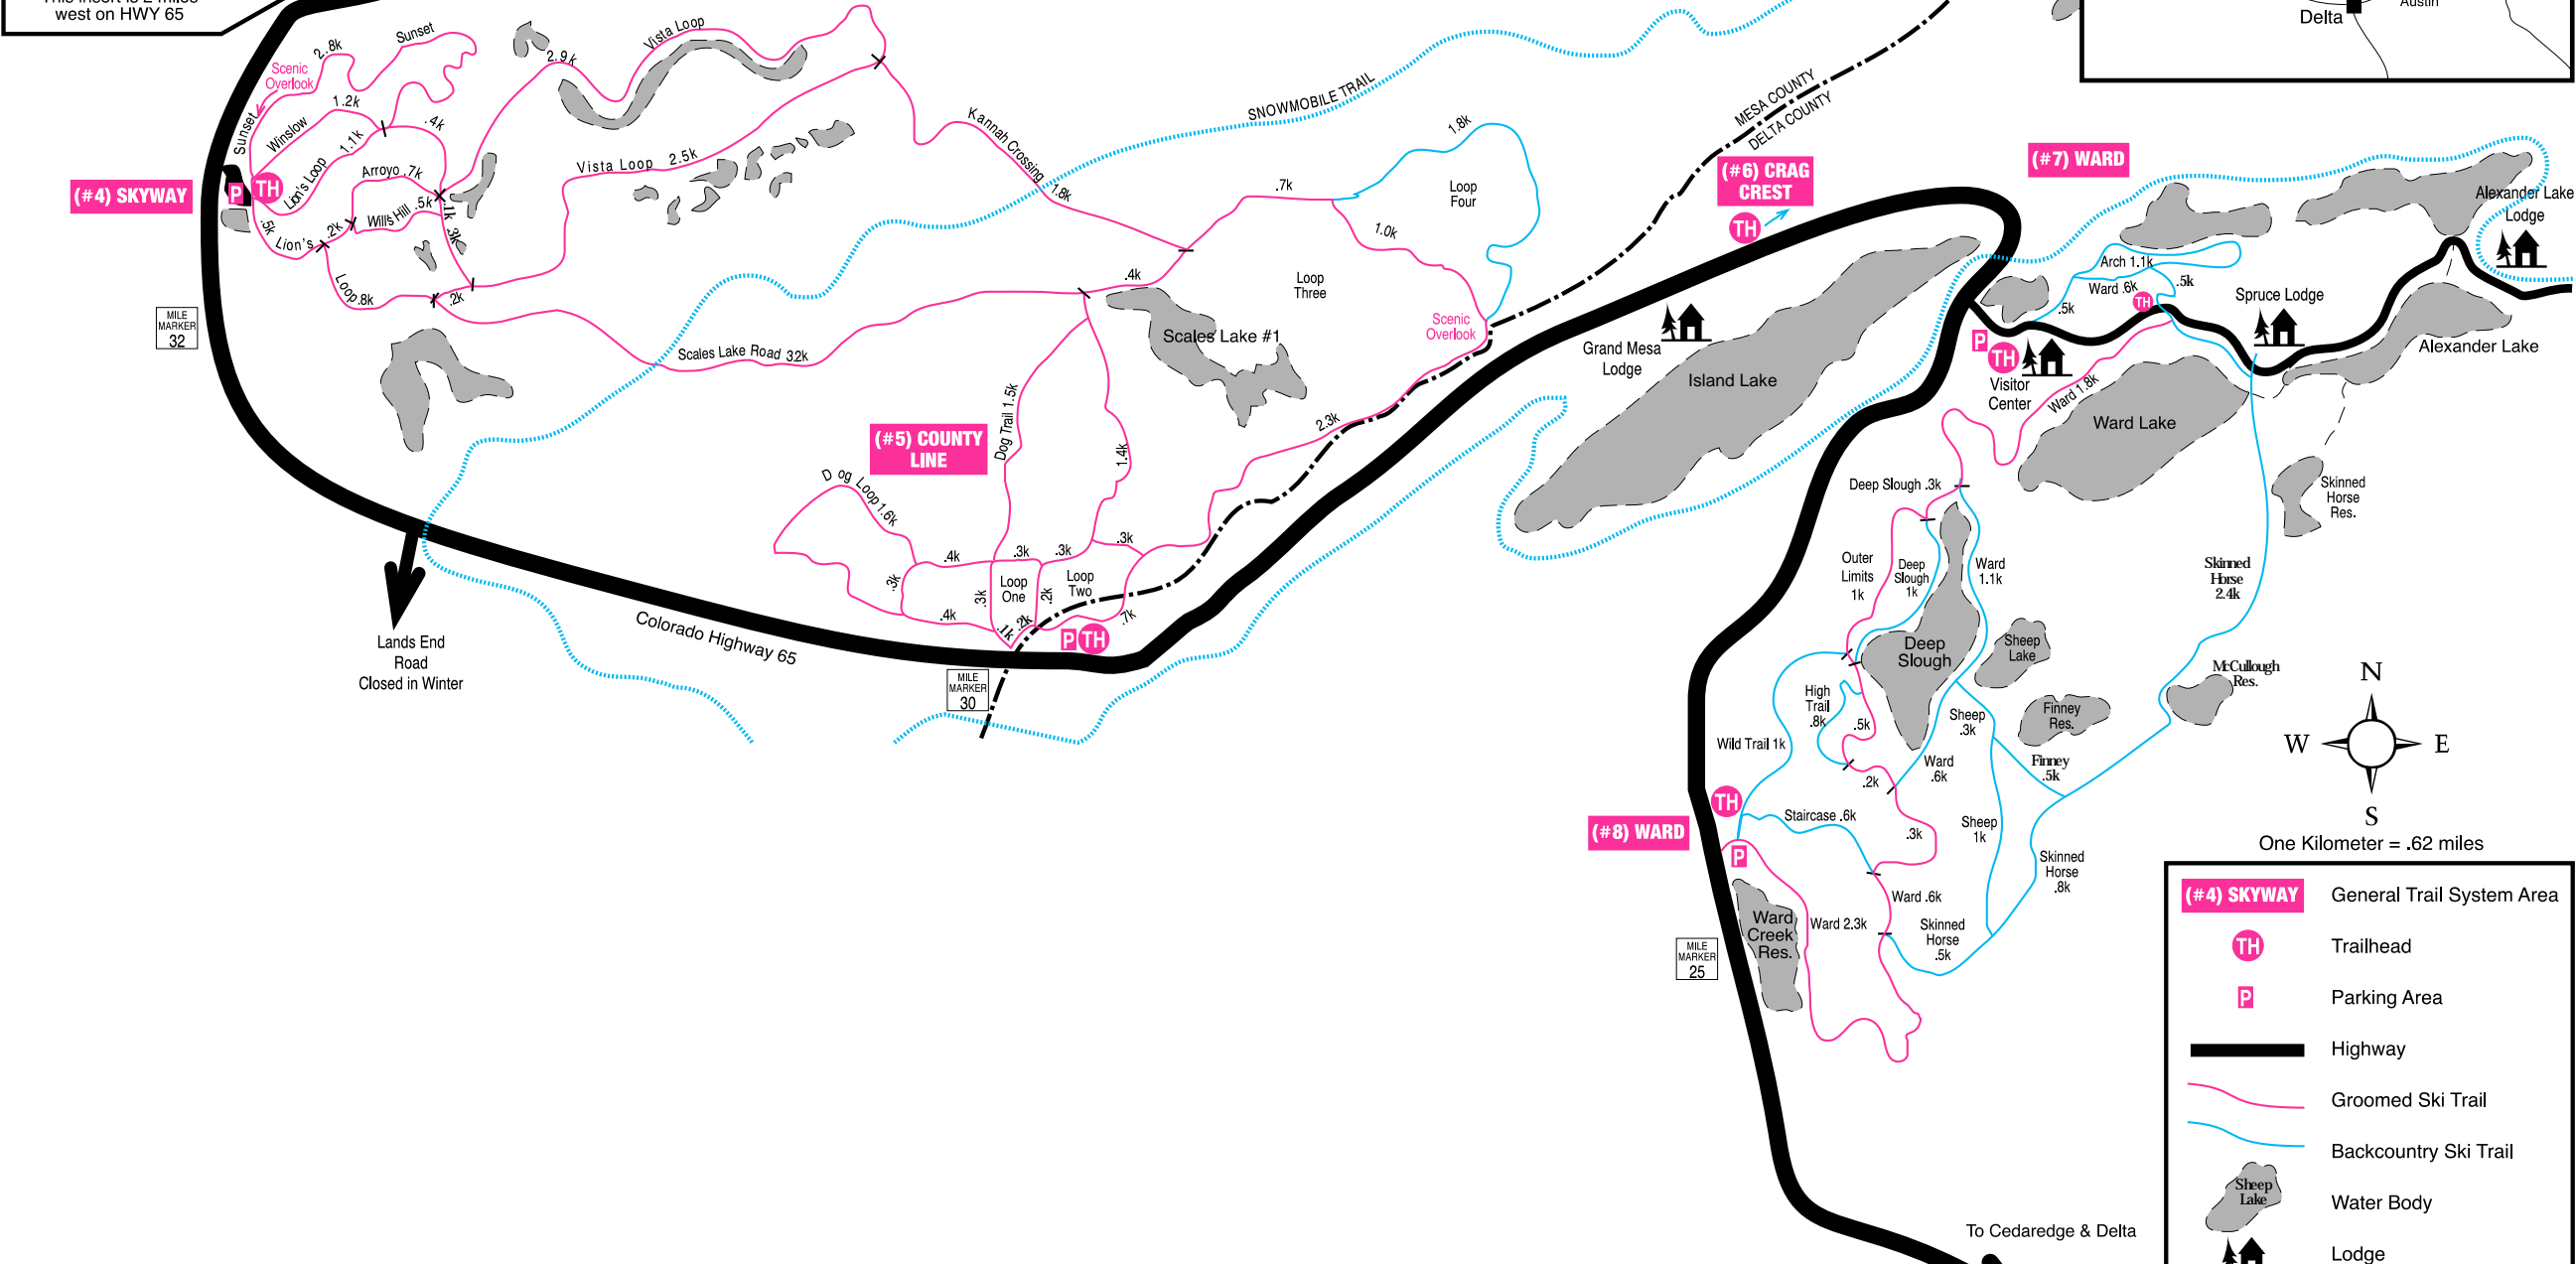 This insert is 2 miles
west on HWY 65
Delta
Austin
Sunset
2.8k
Scenic
Overlook
Sunset
1.2k
Winslow
Lion's Loop
1.1k
.4k
Arroyo .7k
Wills Hill .5k
.1k
.3k
.5k
Lion's
.2k
Loop .8k
.2k
2.9k
Vista Loop
Vista Loop 2.5k
Kannah Crossing 1.8k
SNOWMOBILE TRAIL
MESA COUNTY
DELTA COUNTY
P
TH
(#4) SKYWAY
MILE
MARKER
32
Scales Lake Road 32k
.4k
.7k
1.8k
Loop
Four
1.0k
Loop
Three
Scenic
Overlook
Scales Lake #1
Dog Trail 1.5k
1.4k
2.3k
(#5) COUNTY
LINE
Dog Loop 1.6k
.4k
.3k
.3k
.3k
.3k
.4k
.3k
Loop
One
.2k
Loop
Two
.1k
.2k
.7k
P
TH
Colorado Highway 65
Lands End
Road
Closed in Winter
MILE
MARKER
30
(#6) CRAG
CREST
TH
(#7) WARD
Grand Mesa
Lodge
Island Lake
Alexander Lake
Lodge
Arch 1.1k
Ward .6k
.5k
.5k
TH
Spruce Lodge
P
TH
Visitor
Center
Ward 1.8k
Ward Lake
Alexander Lake
Skinned
Horse
Res.
Deep Slough .3k
Outer
Limits
1k
Deep
Slough
1k
Ward
1.1k
Skinned
Horse
2.4k
Deep
Slough
Sheep
Lake
McCullough
Res.
High
Trail
.8k
.5k
Sheep
.3k
Finney
Res.
Wild Trail 1k
Ward
.6k
Finney
.5k
.2k
TH
Staircase .6k
(#8) WARD
P
.3k
Sheep
1k
Skinned
Horse
.8k
Ward .6k
Ward 2.3k
Skinned
Horse
.5k
Ward
Creek
Res.
MILE
MARKER
25
To Cedaredge & Delta
N
W
E
S
One Kilometer = .62 miles
(#4) SKYWAY General Trail System Area
TH Trailhead
P Parking Area
Highway
Groomed Ski Trail
Backcountry Ski Trail
Sheep
Lake
Water Body
Lodge